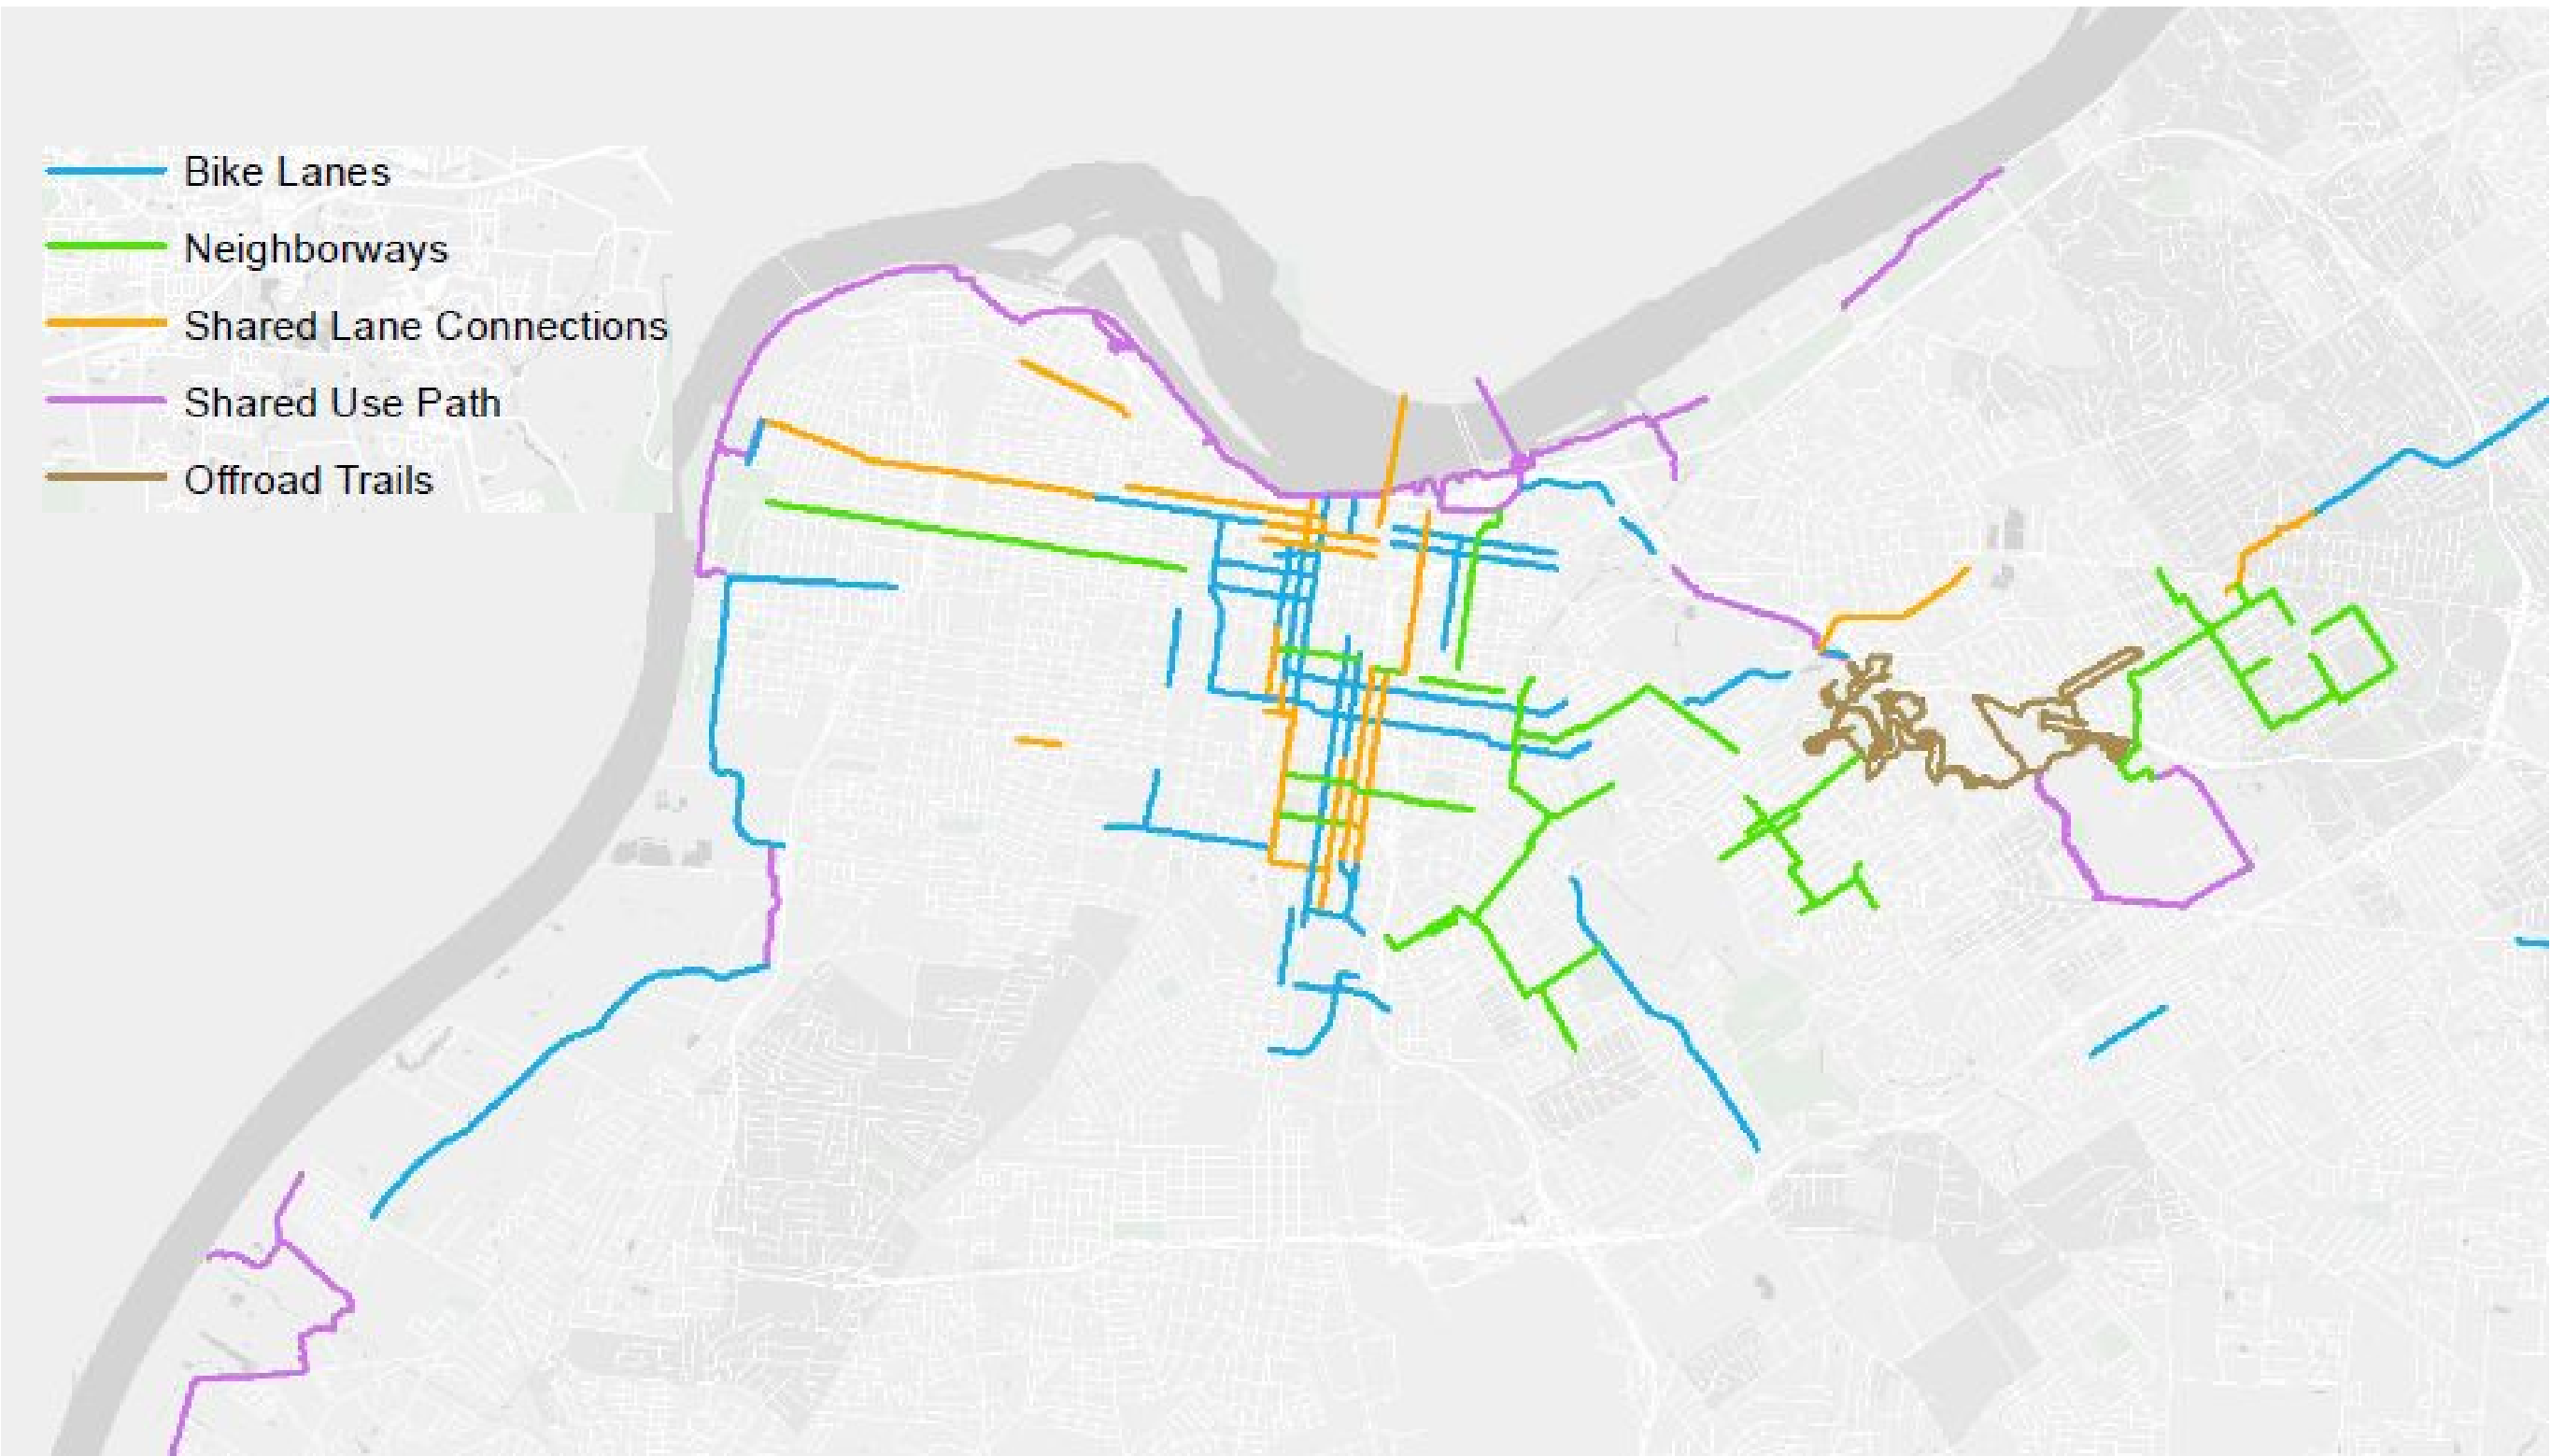 Bike Lanes
Neighborways
Shared Lane Connections
Shared Use Path
Offroad Trails